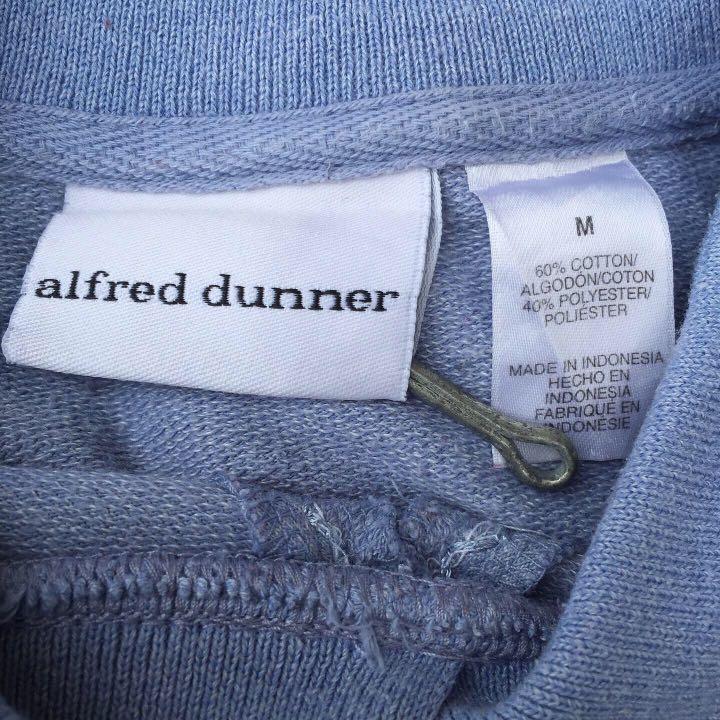 alfred dunner
M
60% COTTON/
ALGODÓN/COTON
40% POLYESTER/
POLIÉSTER
MADE IN INDONESIA
HECHO EN
INDONESIA
FABRIQUÉ EN
INDONÉSIE